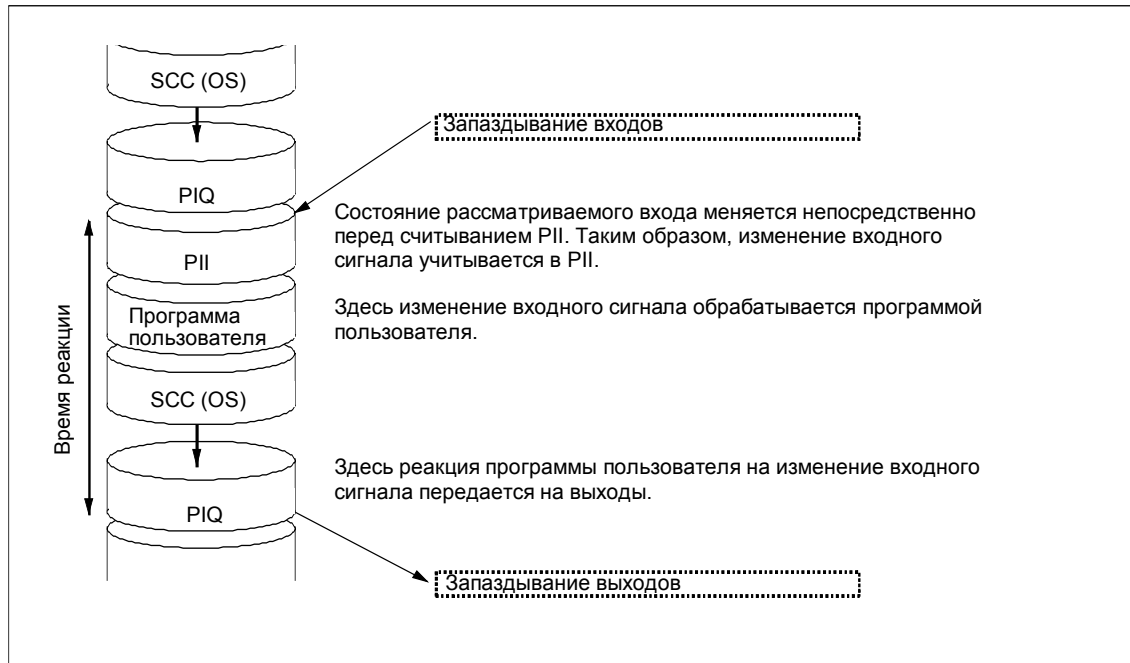 SCC (OS)
Запаздывание входов
PIQ
Состояние рассматриваемого входа меняется непосредственно
перед считыванием PII. Таким образом, изменение входного
сигнала учитывается в PII.
PII
Время реакции
Программа
пользователя
Здесь изменение входного сигнала обрабатывается программой
пользователя.
SCC (OS)
Здесь реакция программы пользователя на изменение входного
сигнала передается на выходы.
PIQ
Запаздывание выходов